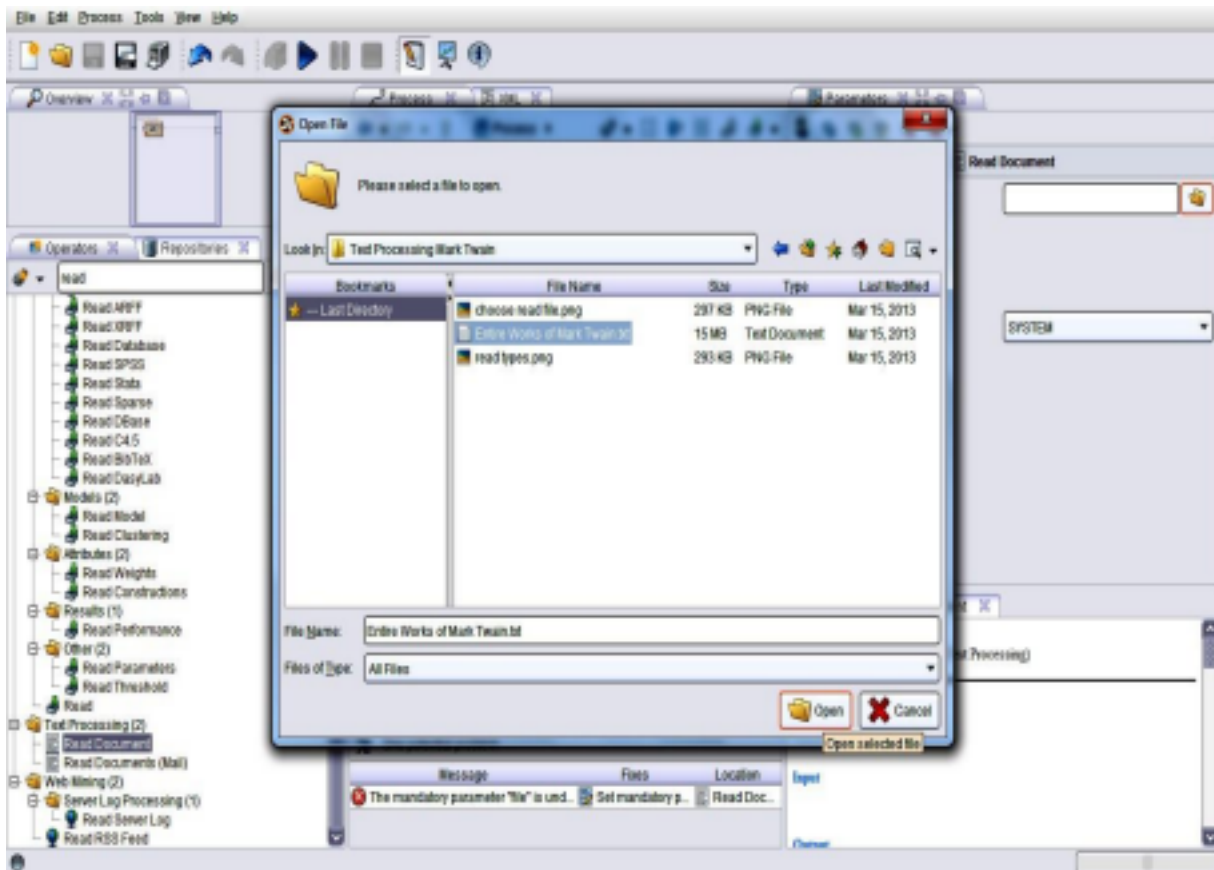 File Edit Process Tools View Help
Overview
Process
XML
Parameters
Open File
Process
Read Document
Please select a file to open.
Operators
Repositories
Look In: Text Processing Mark Twain
read
Bookmarks File Name Size Type Last Modified
--- Last Directory
choose read file.png 297 KB PNG File Mar 15, 2013
Entire Works of Mark Twain.txt 15 MB Text Document Mar 15, 2013
read types.png 293 KB PNG File Mar 15, 2013
SYSTEM
Read ARFF
Read XRFF
Read Database
Read SPSS
Read Stata
Read Sparse
Read DBase
Read C4.5
Read BibTeX
Read DasyLab
Models (2)
Read Model
Read Clustering
Attributes (2)
Read Weights
Read Constructions
Results (1)
Read Performance
Other (2)
Read Parameters
Read Threshold
Read
Text Processing (2)
Read Document
Read Documents (Mail)
Web Mining (2)
Server Log Processing (1)
Read Server Log
Read RSS Feed
File Name: Entire Works of Mark Twain.txt
Files of Type: All Files
Processing)
Open Cancel
Open selected file
Message Fixes Location
The mandatory parameter "file" is und... Set mandatory p... Read Doc...
Input
Output